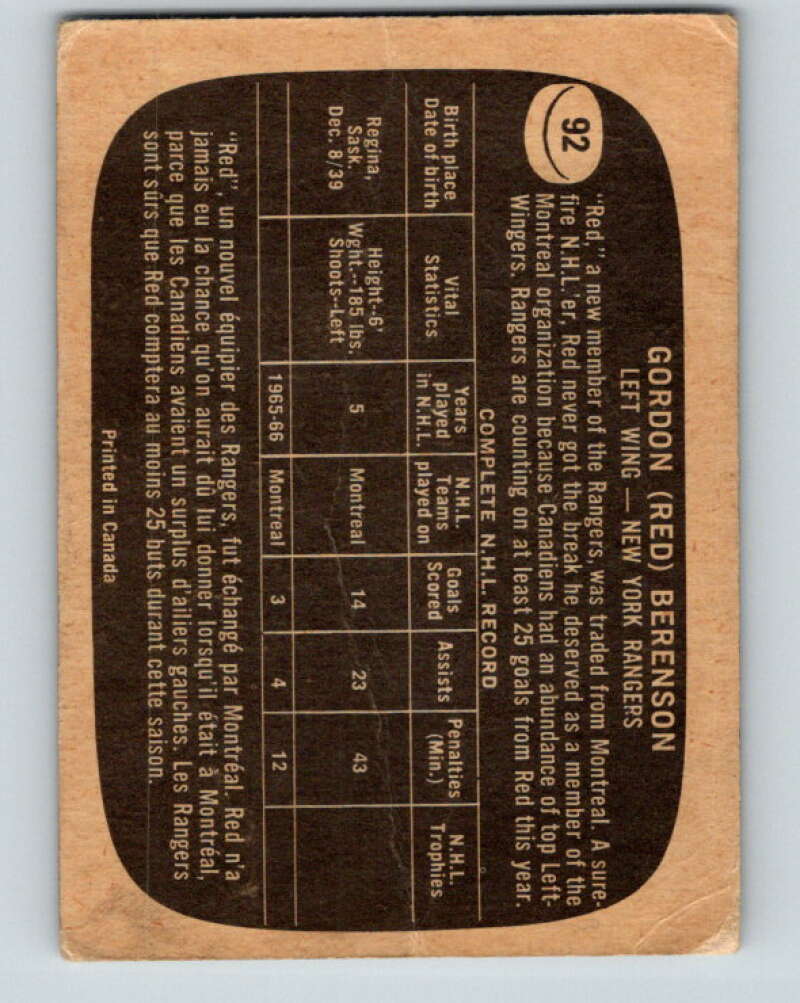 92
GORDON (RED) BERENSON
LEFT WING — NEW YORK RANGERS
"Red," a new member of the Rangers, was traded from Montreal. A sure-
fire N.H.L.'er, Red never got the break he deserved as a member of the
Montreal organization because Canadiens had an abundance of top Left-
Wingers. Rangers are counting on at least 25 goals from Red this year.
COMPLETE N.H.L. RECORD
Birth place Vital Years N.H.L. Goals Assists Penalties N.H.L.
Date of birth Statistics played Teams Scored (Min.) Trophies
in N.H.L. played on
Regina, Height--6' 5 Montreal 14 23 43
Sask. Wght.--185 lbs.
Dec. 8/39 Shoots--Left
1965-66 Montreal 3 4 12
"Red", un nouvel équipier des Rangers, fut échangé par Montréal. Red n'a
jamais eu la chance qu'on aurait dû lui donner lorsqu'il était à Montréal,
parce que les Canadiens avaient un surplus d'ailiers gauches. Les Rangers
sont sûrs que Red comptera au moins 25 buts durant cette saison.
Printed in Canada